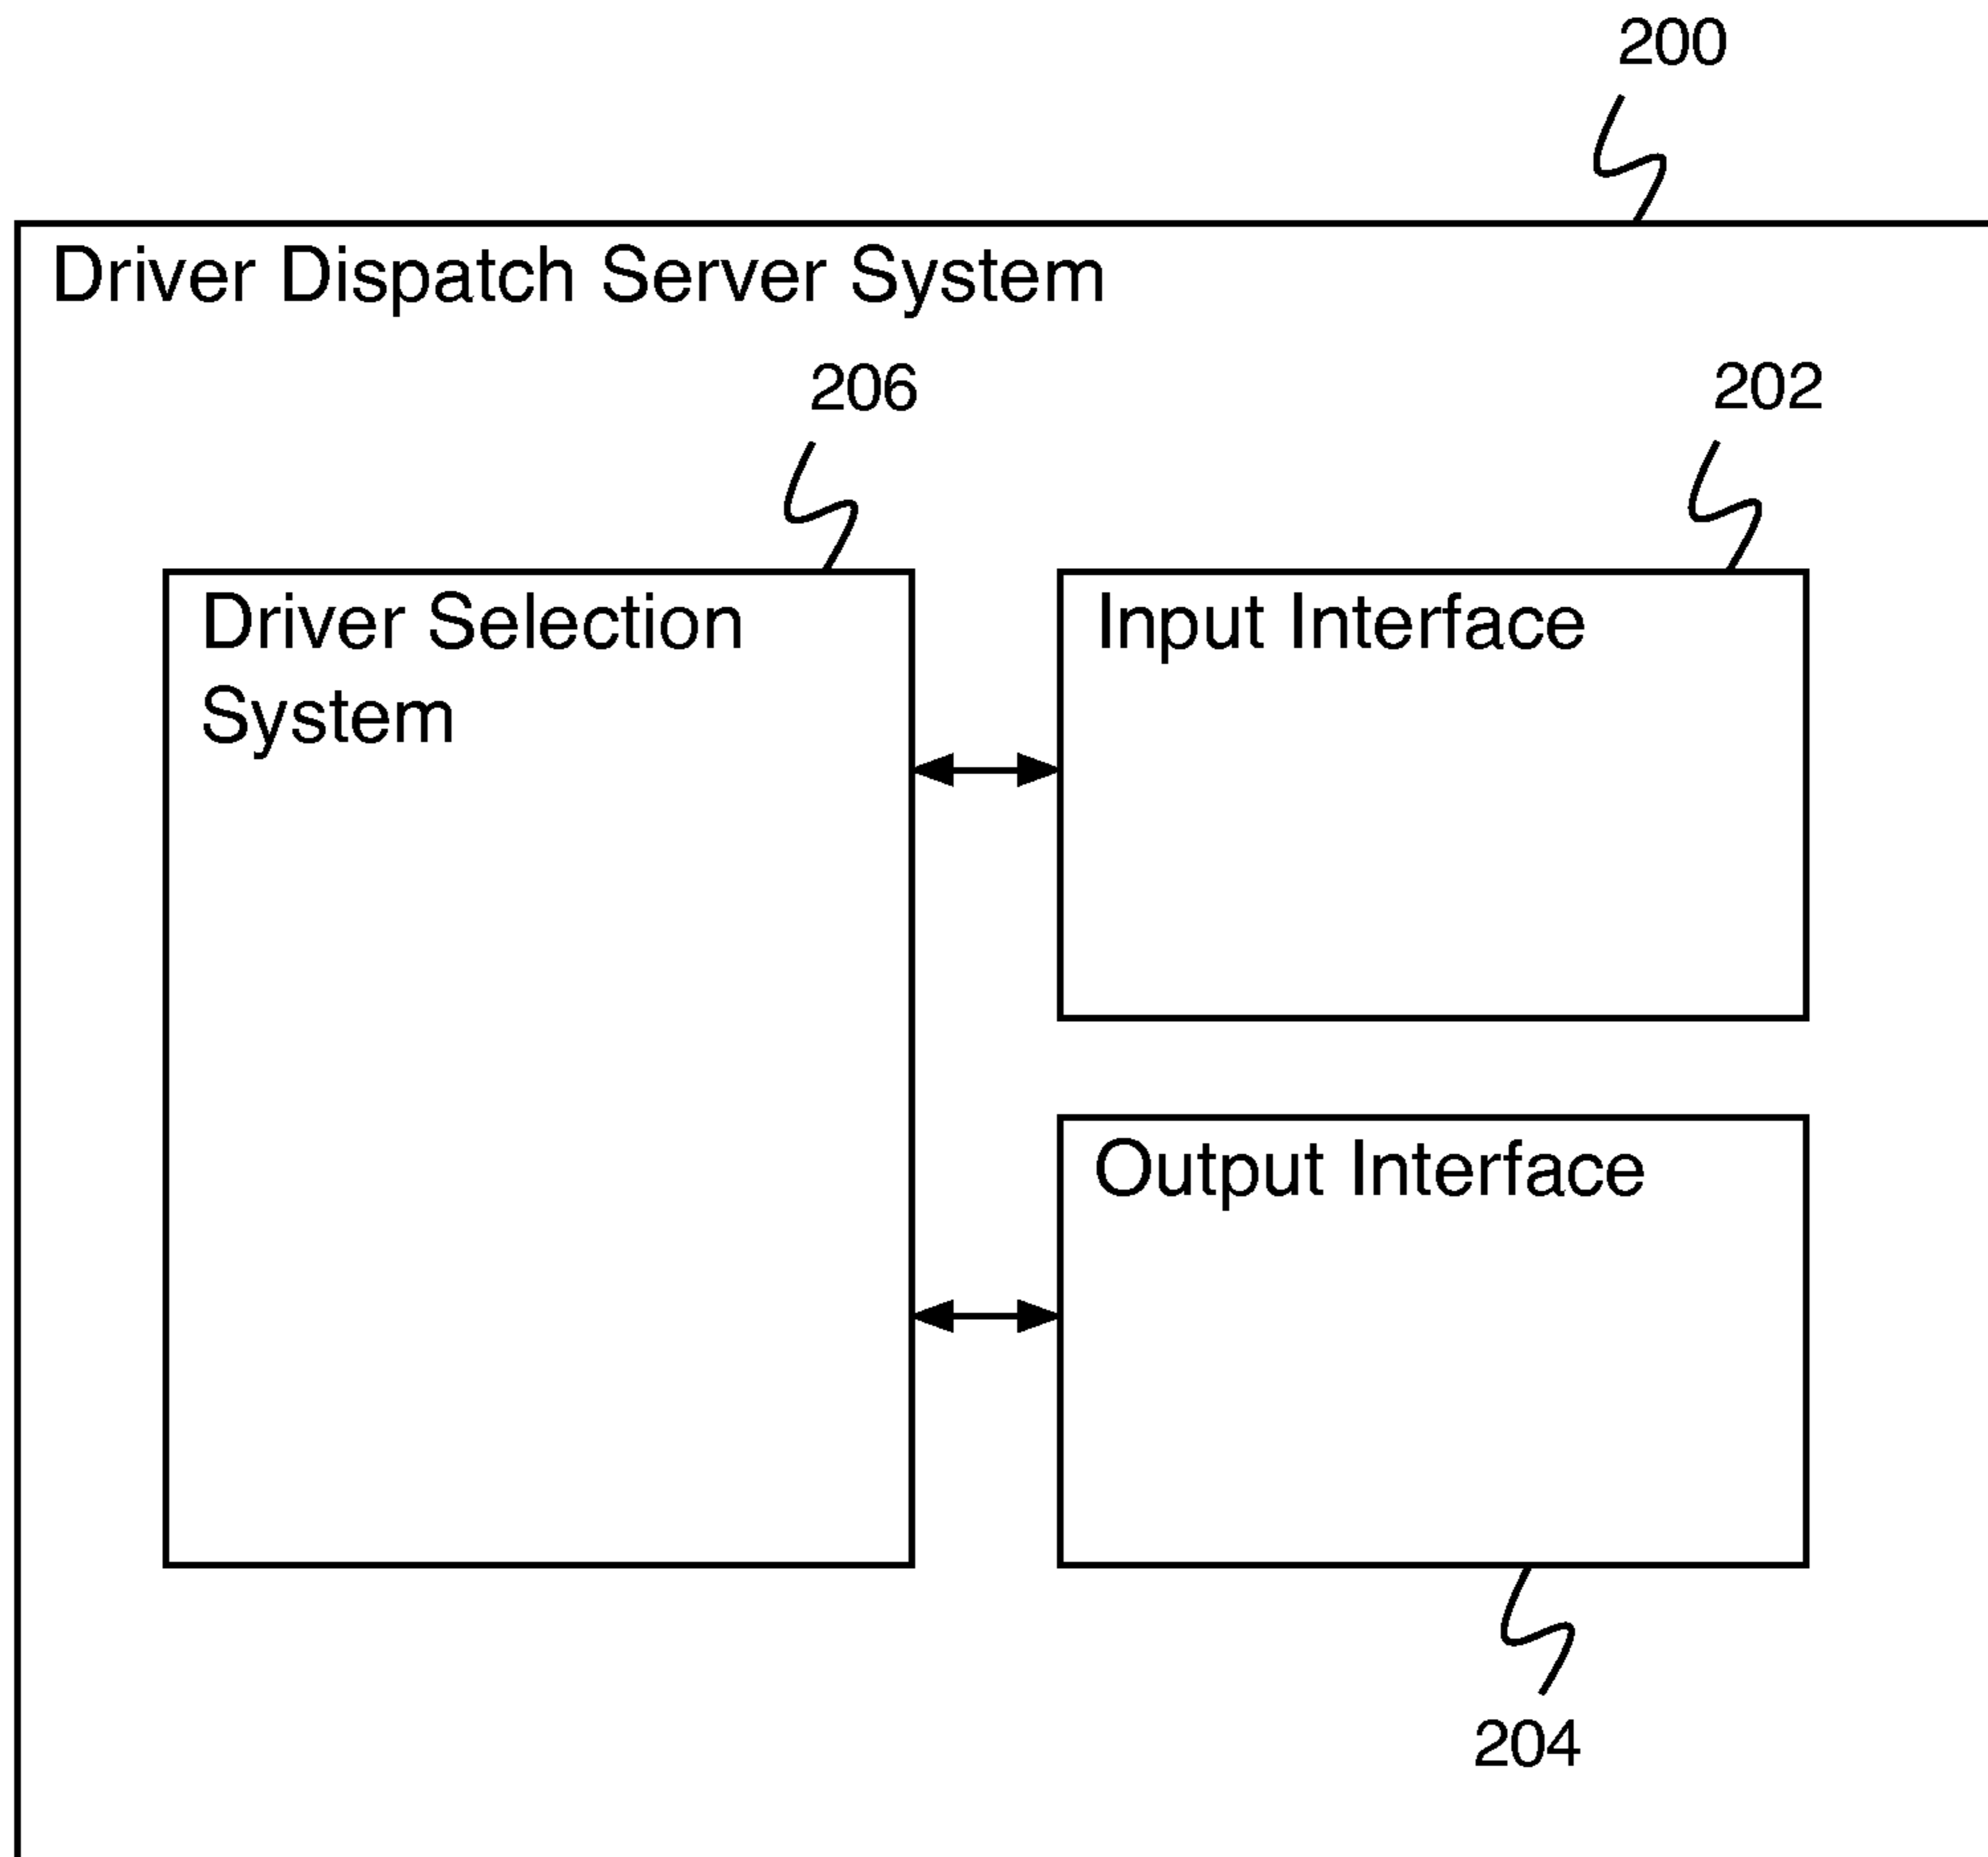 200
Driver Dispatch Server System
206
202
Driver Selection
System
Input Interface
Output Interface
204